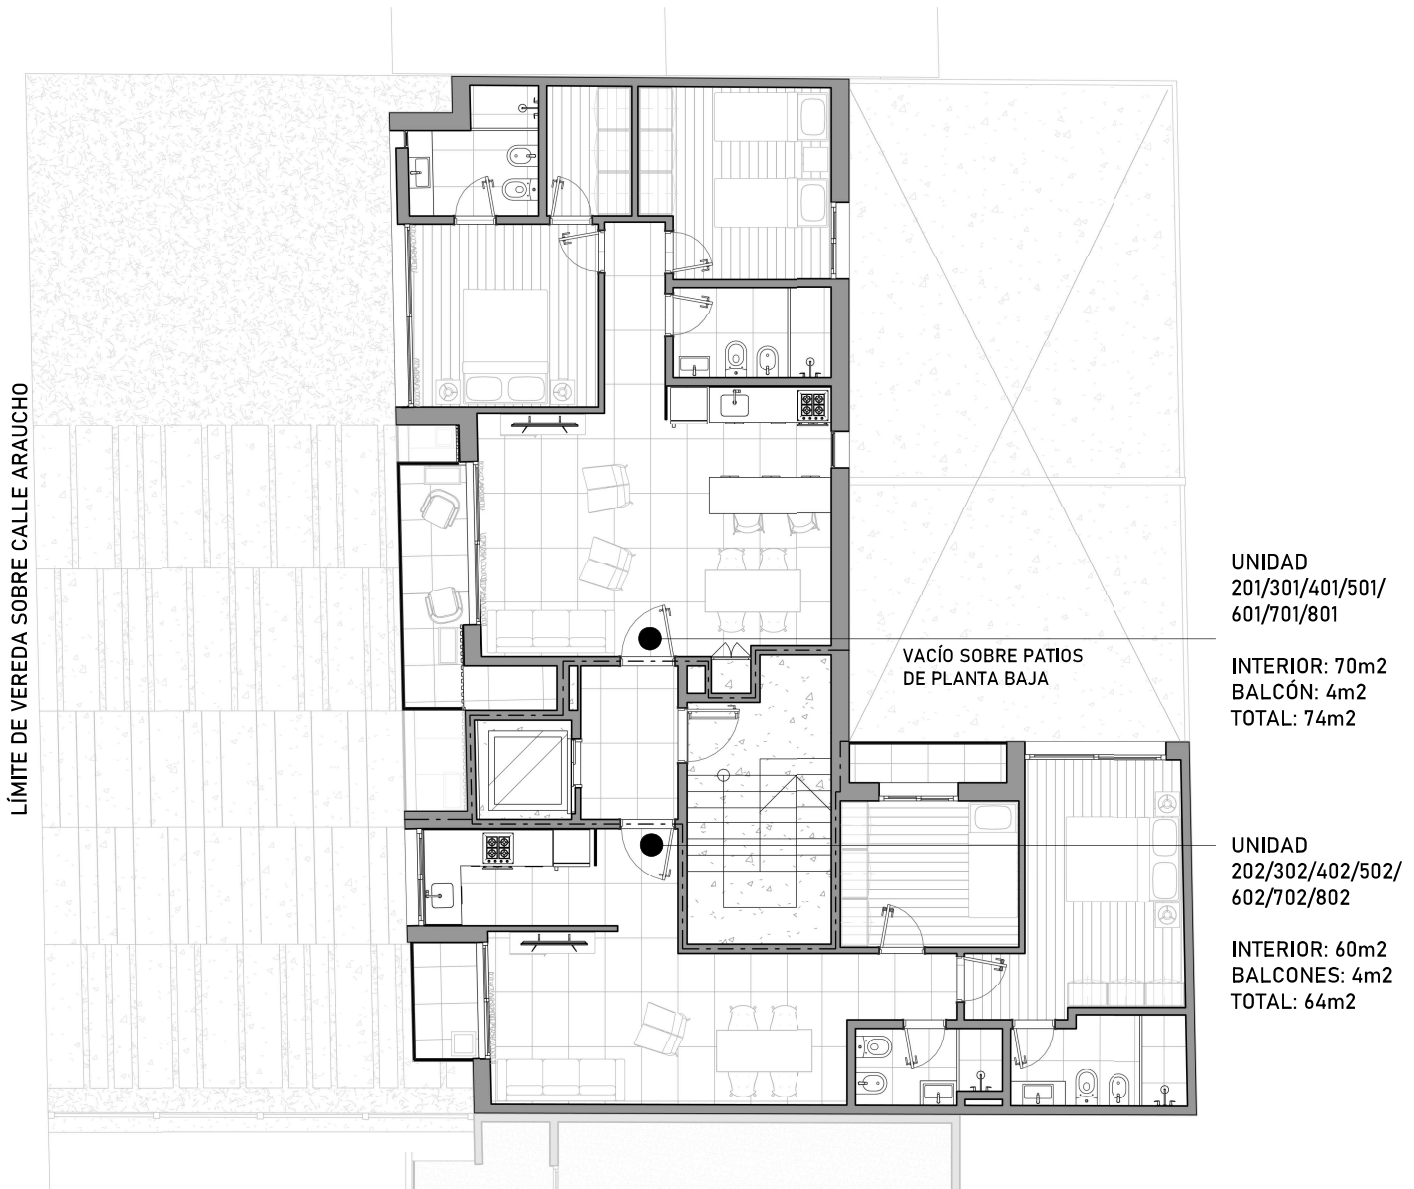 LÍMITE DE VEREDA SOBRE CALLE ARAUCHO
UNIDAD
201/301/401/501/
601/701/801
INTERIOR: 70m2
BALCÓN: 4m2
TOTAL: 74m2
VACÍO SOBRE PATIOS
DE PLANTA BAJA
UNIDAD
202/302/402/502/
602/702/802
INTERIOR: 60m2
BALCONES: 4m2
TOTAL: 64m2